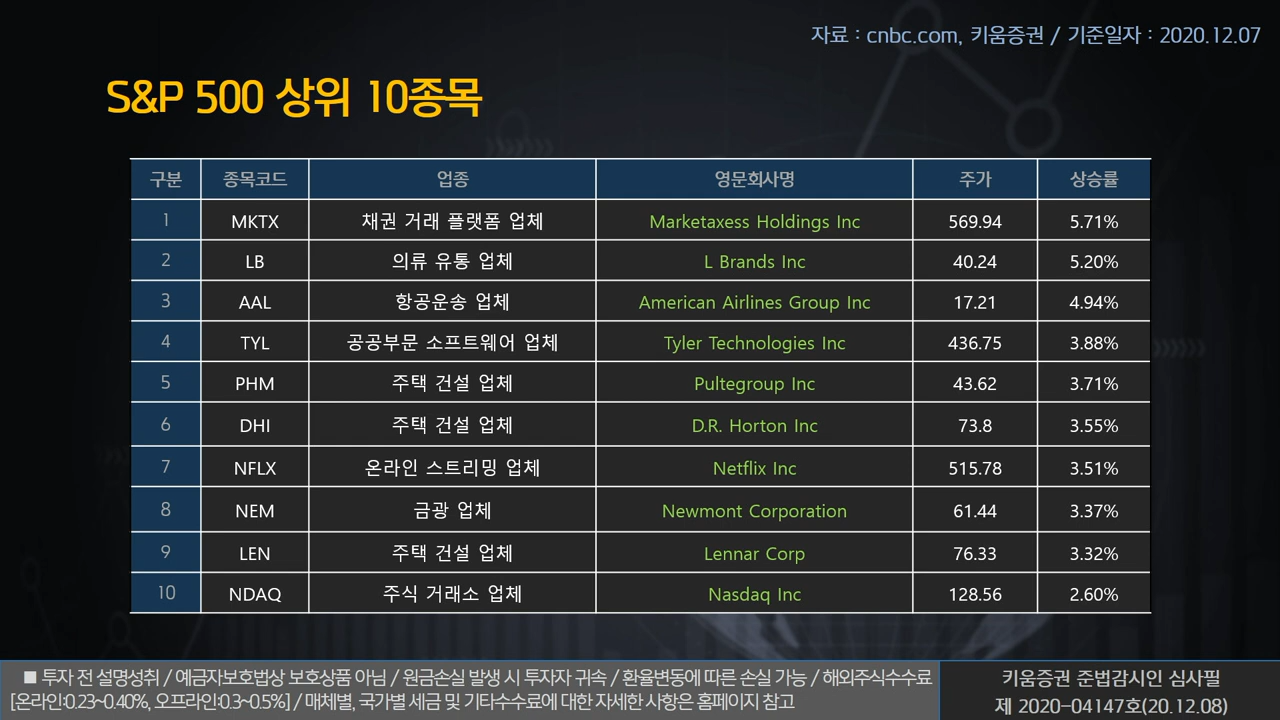 자료 : cnbc.com, 키움증권 / 기준일자 : 2020.12.07
S&P 500 상위 10종목
구분 종목코드 업종 영문회사명 주가 상승률
1 MKTX 채권 거래 플랫폼 업체 Marketaxess Holdings Inc 569.94 5.71%
2 LB 의류 유통 업체 L Brands Inc 40.24 5.20%
3 AAL 항공운송 업체 American Airlines Group Inc 17.21 4.94%
4 TYL 공공부문 소프트웨어 업체 Tyler Technologies Inc 436.75 3.88%
5 PHM 주택 건설 업체 Pultegroup Inc 43.62 3.71%
6 DHI 주택 건설 업체 D.R. Horton Inc 73.8 3.55%
7 NFLX 온라인 스트리밍 업체 Netflix Inc 515.78 3.51%
8 NEM 금광 업체 Newmont Corporation 61.44 3.37%
9 LEN 주택 건설 업체 Lennar Corp 76.33 3.32%
10 NDAQ 주식 거래소 업체 Nasdaq Inc 128.56 2.60%
■ 투자 전 설명성취 / 예금자보호법상 보호상품 아님 / 원금손실 발생 시 투자자 귀속 / 환율변동에 따른 손실 가능 / 해외주식수수료
[온라인:0.23~0.40%, 오프라인:0.3~0.5%] / 매체별, 국가별 세금 및 기타수수료에 대한 자세한 사항은 홈페이지 참고
키움증권 준법감시인 심사필
제 2020-04147호(20.12.08)